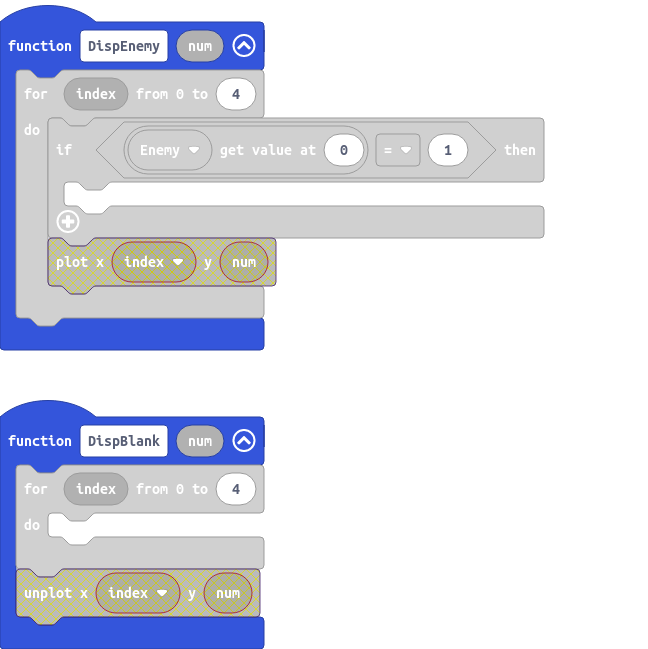 function DispEnemy num
for index from 0 to 4
do
if Enemy get value at 0 = 1 then
plot x index y num
function DispBlank num
for index from 0 to 4
do
unplot x index y num